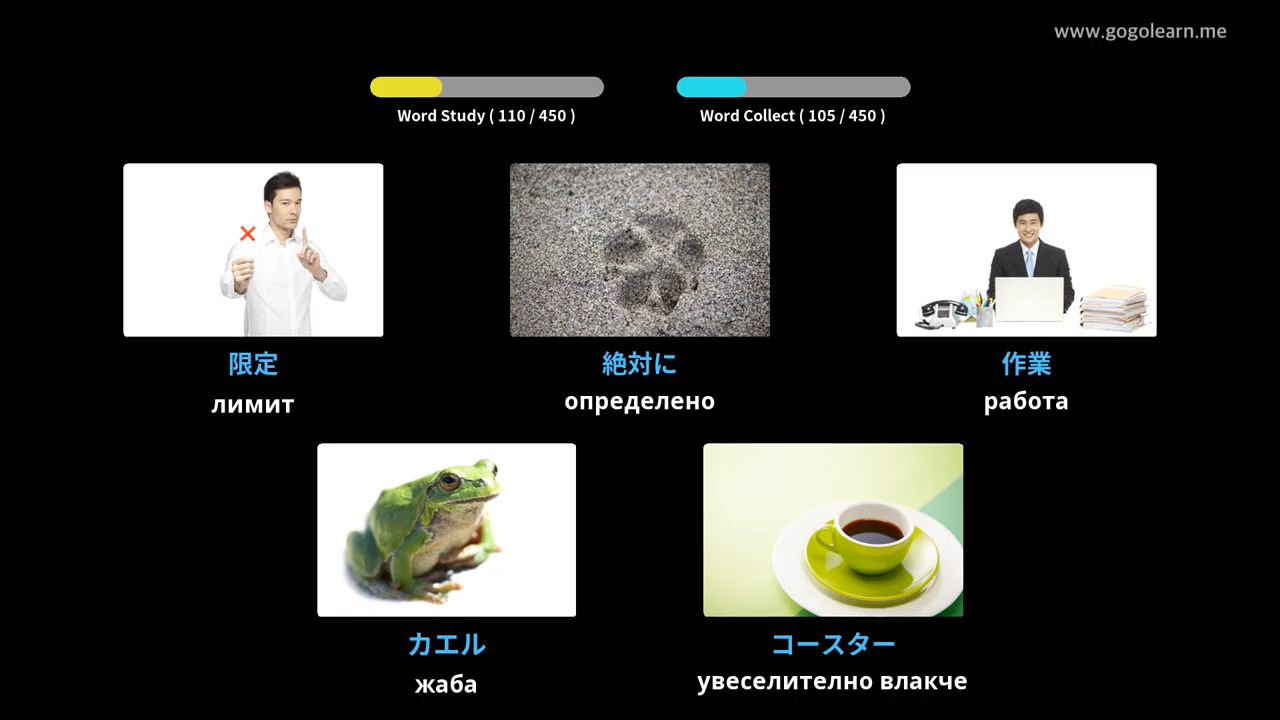 www.gogolearn.me
Word Study ( 110 / 450 )
Word Collect ( 105 / 450 )
限定
絶対に
作業
лимит
определено
работа
カエル
コースター
жаба
увеселително влакче